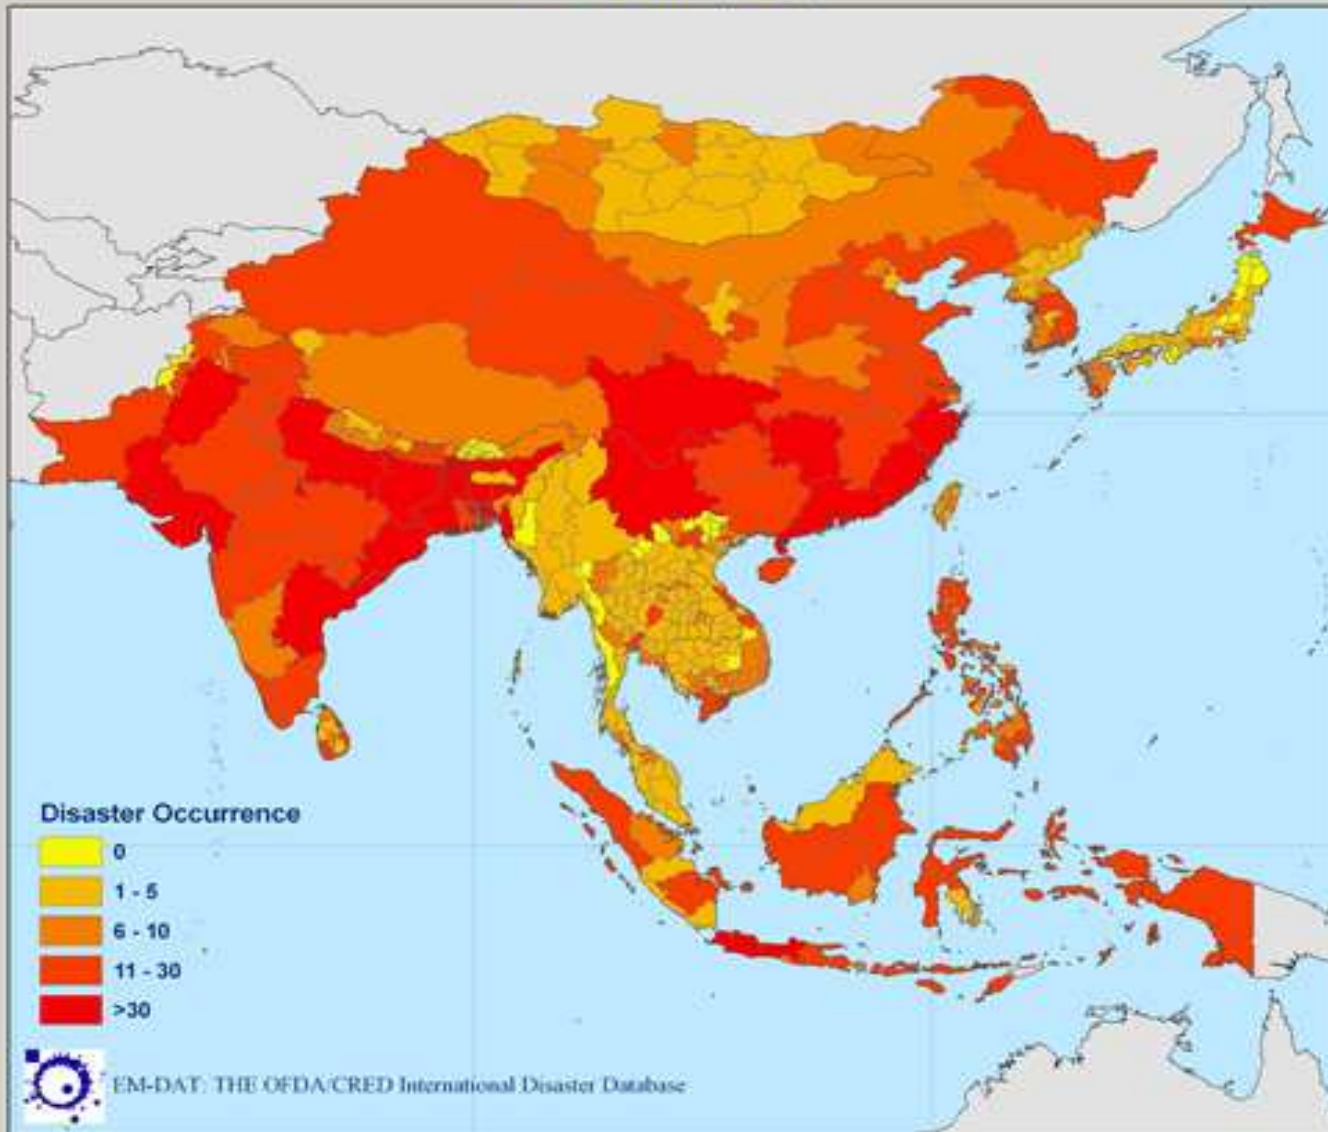 Disaster Occurrence
0
1 - 5
6 - 10
11 - 30
>30
EM-DAT: THE OFDA/CRED International Disaster Database